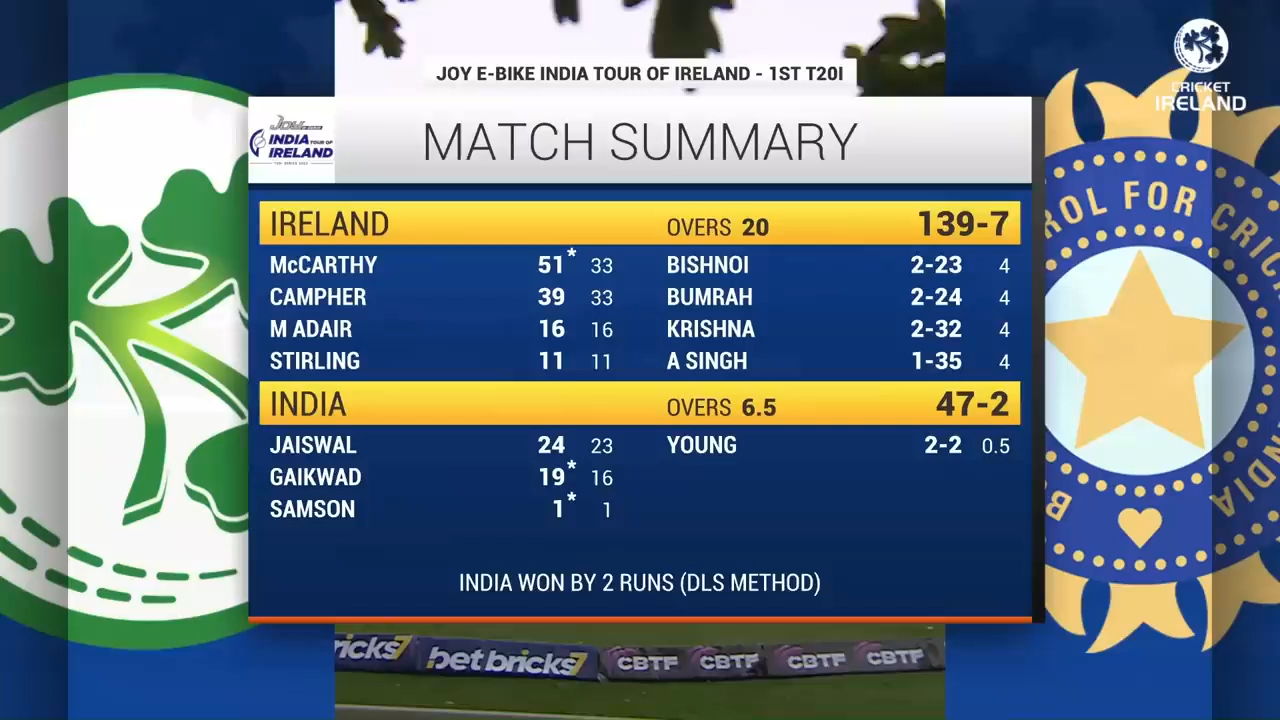 JOY E-BIKE INDIA TOUR OF IRELAND - 1ST T20I
CRICKET
IRELAND
INDIA TOUR OF
IRELAND
MATCH SUMMARY
IRELAND OVERS 20 139-7
McCARTHY 51* 33 BISHNOI 2-23 4
CAMPHER 39 33 BUMRAH 2-24 4
M ADAIR 16 16 KRISHNA 2-32 4
STIRLING 11 11 A SINGH 1-35 4
INDIA OVERS 6.5 47-2
JAISWAL 24 23 YOUNG 2-2 0.5
GAIKWAD 19* 16
SAMSON 1* 1
INDIA WON BY 2 RUNS (DLS METHOD)
ROL FOR CRIC
INDIA
B
ricks7 betbricks7 CBTF CBTF CBTF CBTF